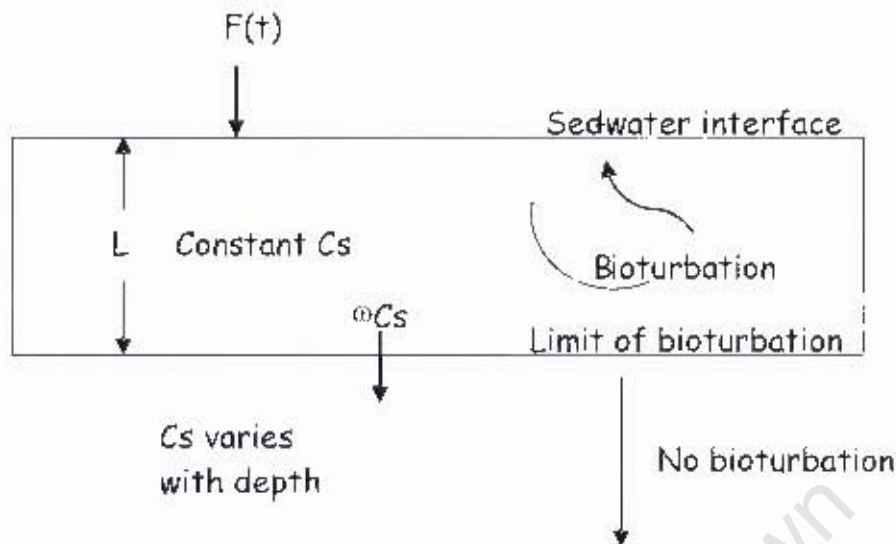 F(t)
Sedwater interface
L Constant Cs
Bioturbation
ωCs
Limit of bioturbation
Cs varies
with depth
No bioturbation